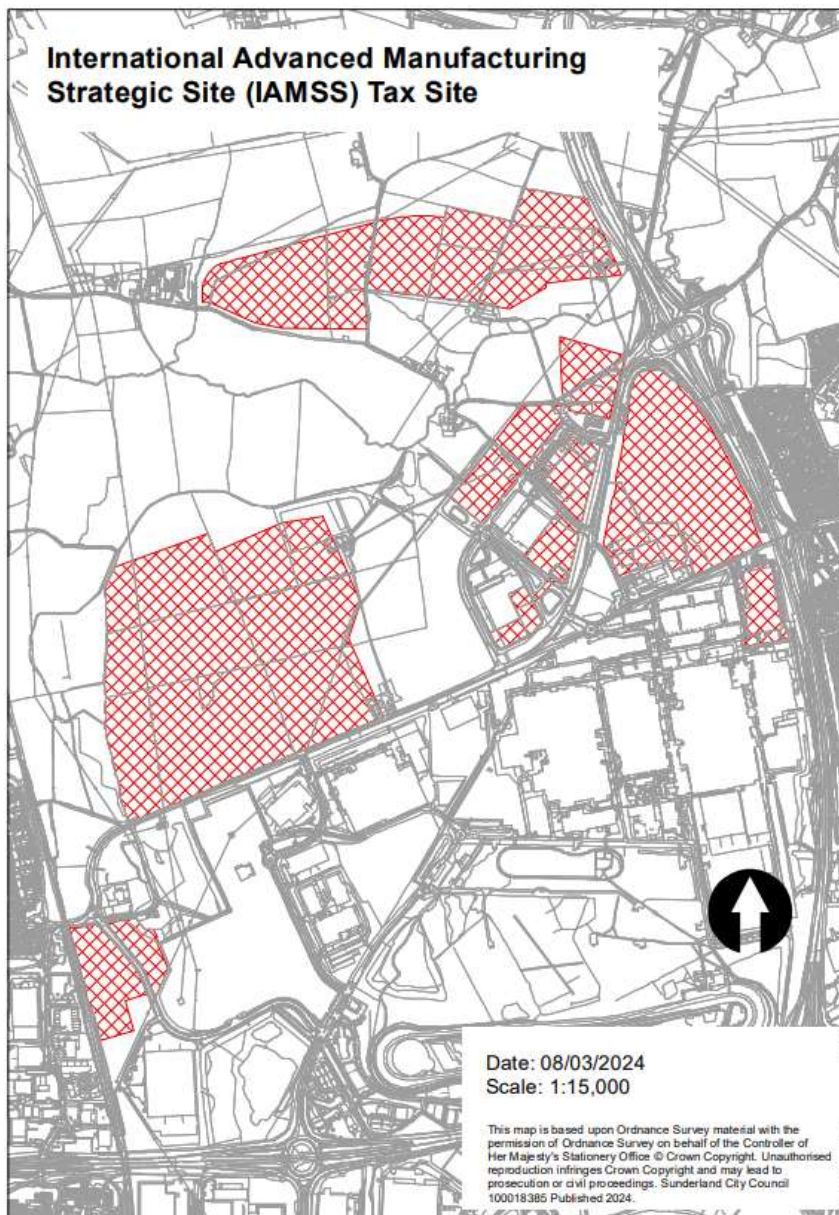 International Advanced Manufacturing
Strategic Site (IAMSS) Tax Site
Date: 08/03/2024
Scale: 1:15,000
This map is based upon Ordnance Survey material with the
permission of Ordnance Survey on behalf of the Controller of
Her Majesty's Stationery Office © Crown Copyright. Unauthorised
reproduction infringes Crown Copyright and may lead to
prosecution or civil proceedings. Sunderland City Council
100018385 Published 2024.